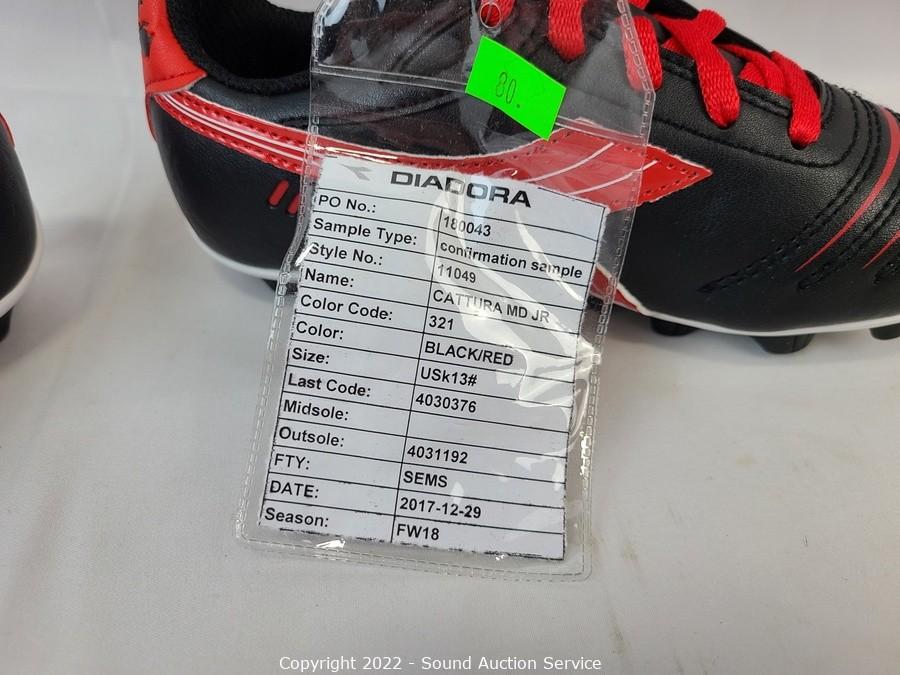 80.
DIADORA
PO No.: 180043
Sample Type: confirmation sample
Style No.: 11049
Name: CATTURA MD JR
Color Code: 321
Color: BLACK/RED
Size: USk13#
Last Code: 4030376
Midsole:
Outsole: 4031192
FTY: SEMS
DATE: 2017-12-29
Season: FW18
Copyright 2022 - Sound Auction Service